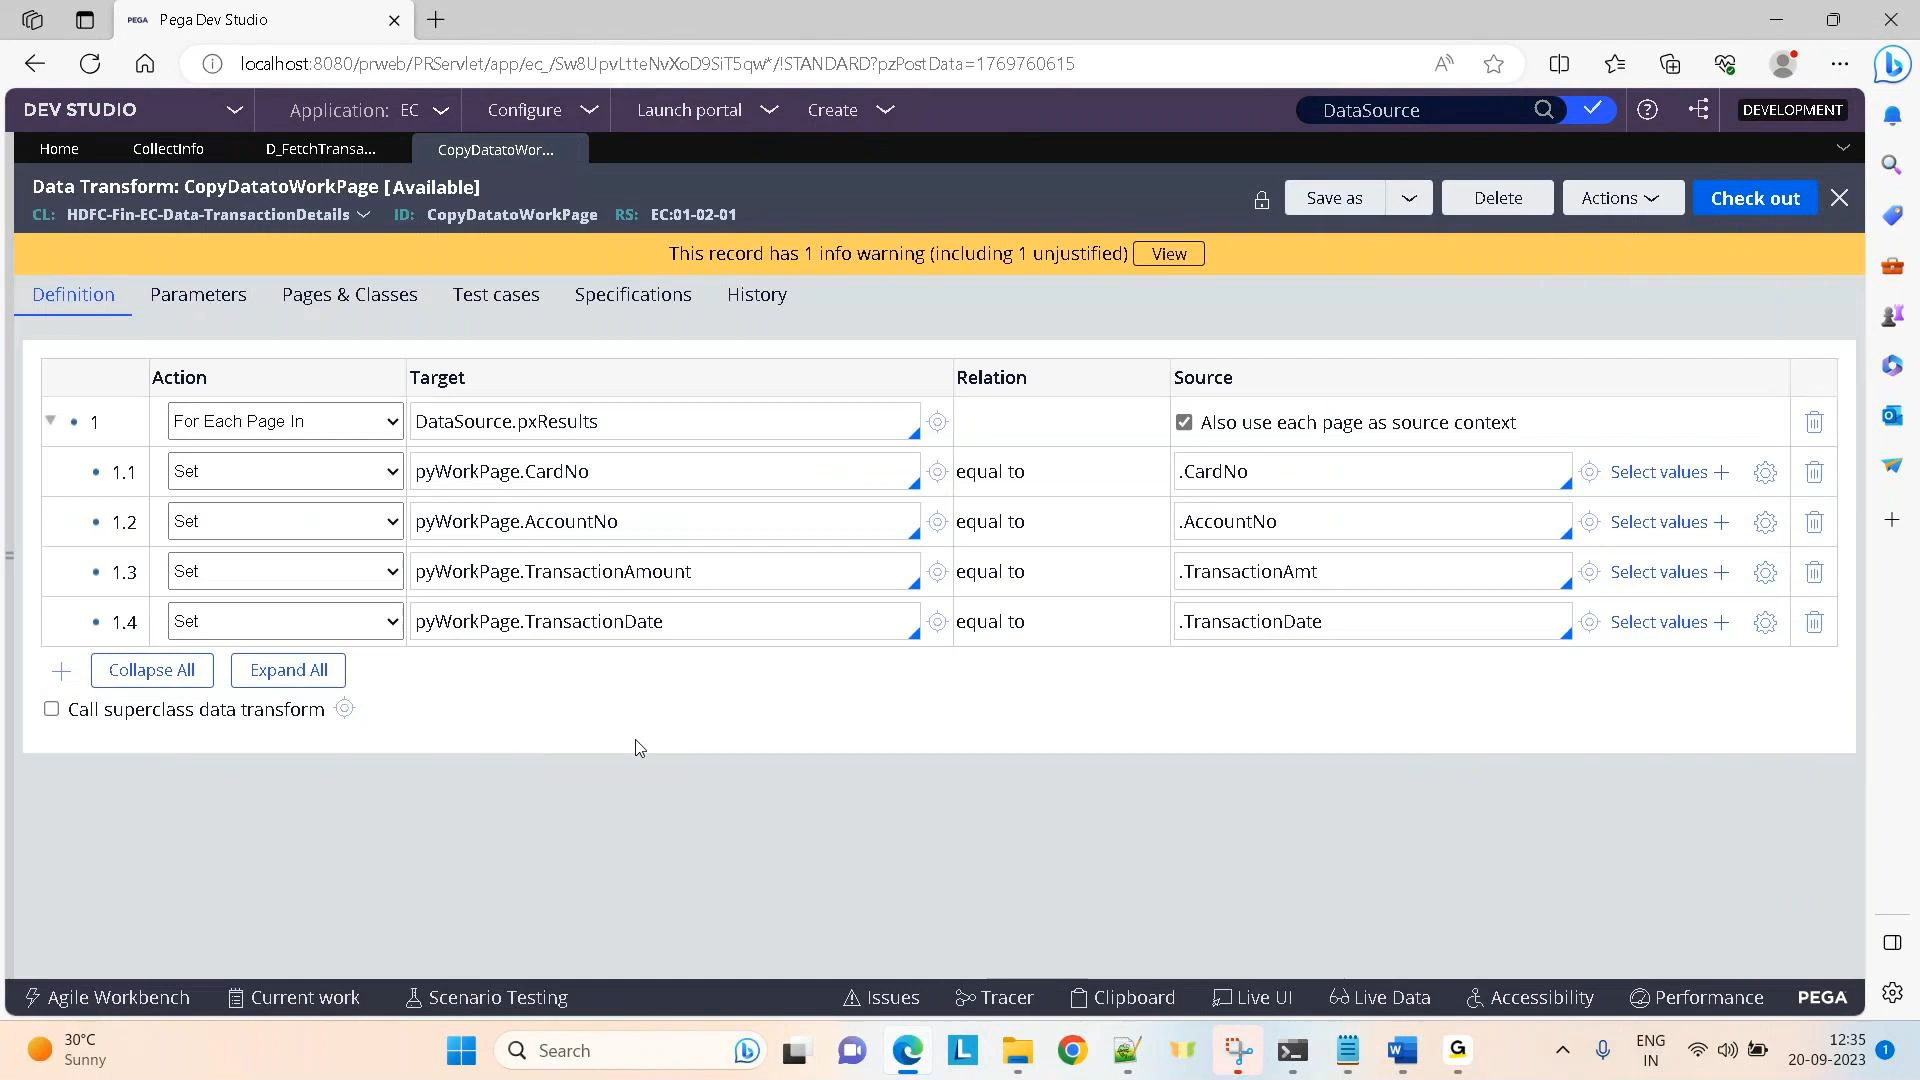 PEGA Pega Dev Studio
localhost:8080/prweb/PRServlet/app/ec_/Sw8UpvLtteNvXoD9SiT5qw*/!STANDARD?pzPostData=1769760615
DEV STUDIO Application: EC Configure Launch portal Create DataSource DEVELOPMENT
Home CollectInfo D_FetchTransa... CopyDatatoWor...
Data Transform: CopyDatatoWorkPage [Available]
CL: HDFC-Fin-EC-Data-TransactionDetails ID: CopyDatatoWorkPage RS: EC:01-02-01
Save as Delete Actions Check out
This record has 1 info warning (including 1 unjustified) View
Definition Parameters Pages & Classes Test cases Specifications History
Action Target Relation Source
1 For Each Page In DataSource.pxResults Also use each page as source context
1.1 Set pyWorkPage.CardNo equal to .CardNo Select values
1.2 Set pyWorkPage.AccountNo equal to .AccountNo Select values
1.3 Set pyWorkPage.TransactionAmount equal to .TransactionAmt Select values
1.4 Set pyWorkPage.TransactionDate equal to .TransactionDate Select values
Collapse All Expand All
Call superclass data transform
Agile Workbench Current work Scenario Testing Issues Tracer Clipboard Live UI Live Data Accessibility Performance PEGA
30°C
Sunny
Search
ENG
IN
12:35
20-09-2023
1